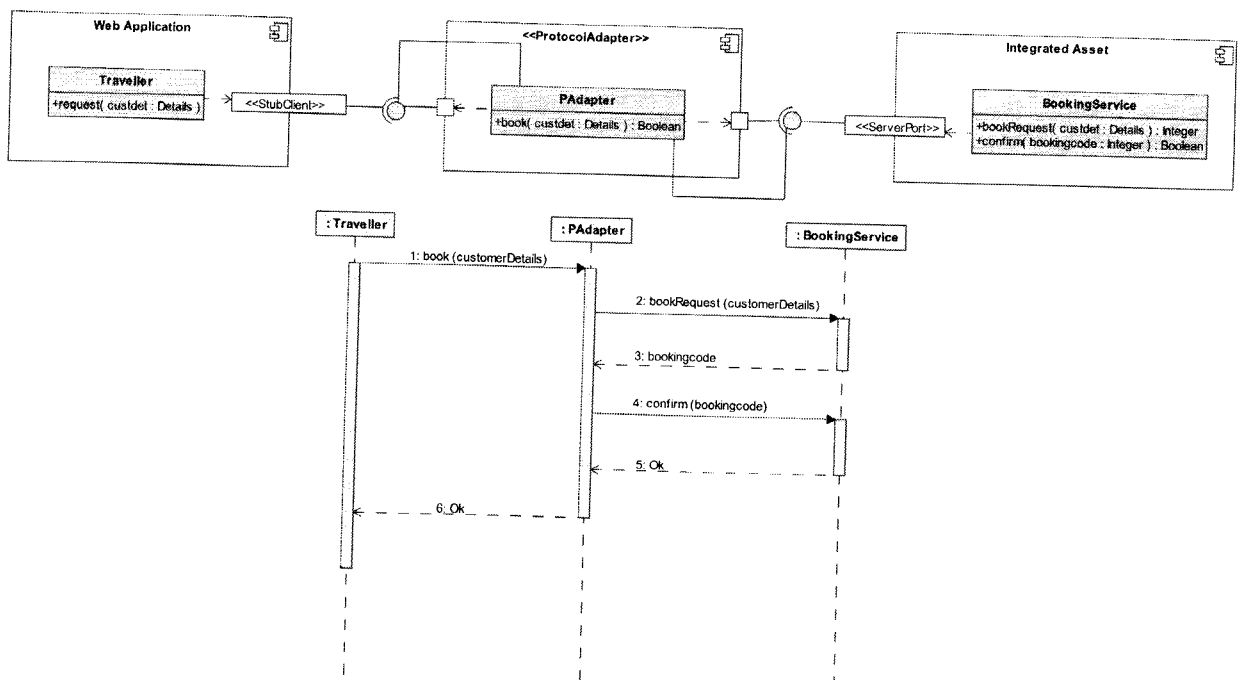 Web Application
Traveller
+request( custdet : Details )
<<StubClient>>
<<ProtocolAdapter>>
PAdapter
+book( custdet : Details ) : Boolean
Integrated Asset
<<ServerPort>>
BookingService
+bookRequest( custdet : Details ) : Integer
+confirm( bookingcode : Integer ) : Boolean
: Traveller
: PAdapter
: BookingService
1: book (customerDetails)
2: bookRequest (customerDetails)
3: bookingcode
4: confirm (bookingcode)
5: Ok
6: Ok